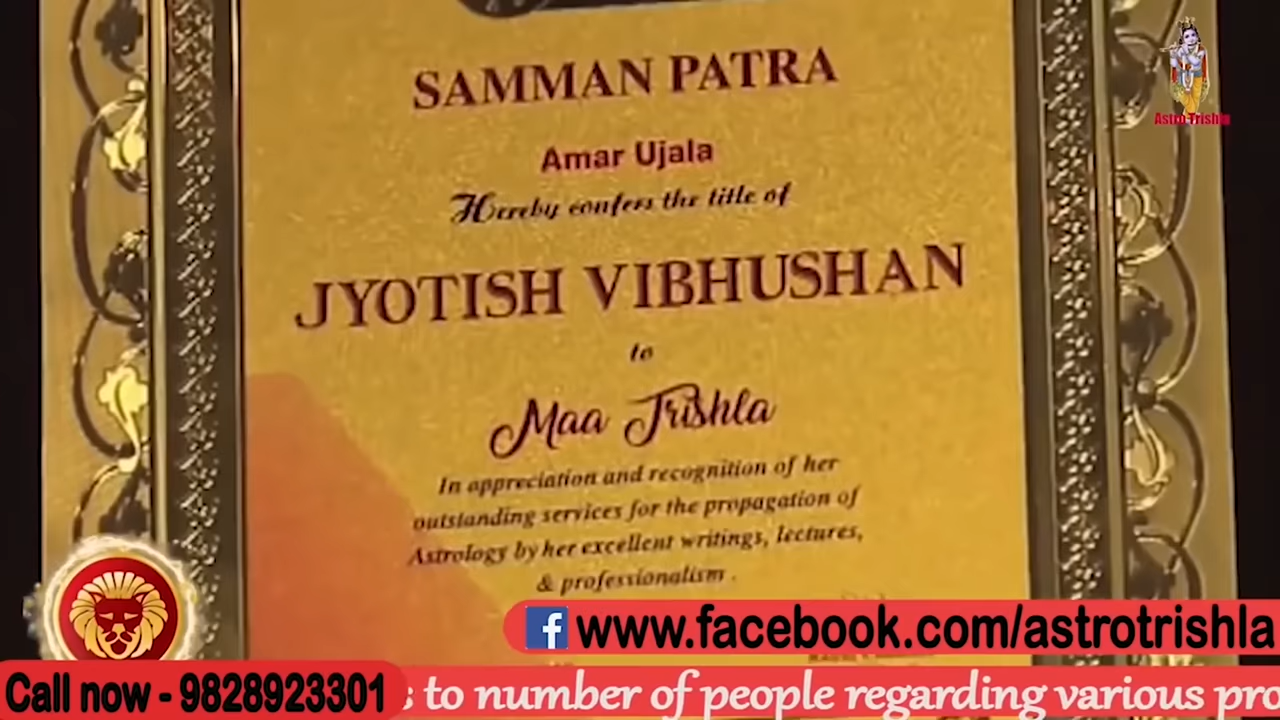 SAMMAN PATRA
Astro Trishla
Amar Ujala
Hereby confers the title of
JYOTISH VIBHUSHAN
to
Maa Trishla
In appreciation and recognition of her
outstanding services for the propagation of
Astrology by her excellent writings, lectures,
& professionalism .
www.facebook.com/astrotrishla
Call now - 9828923301
to number of people regarding various